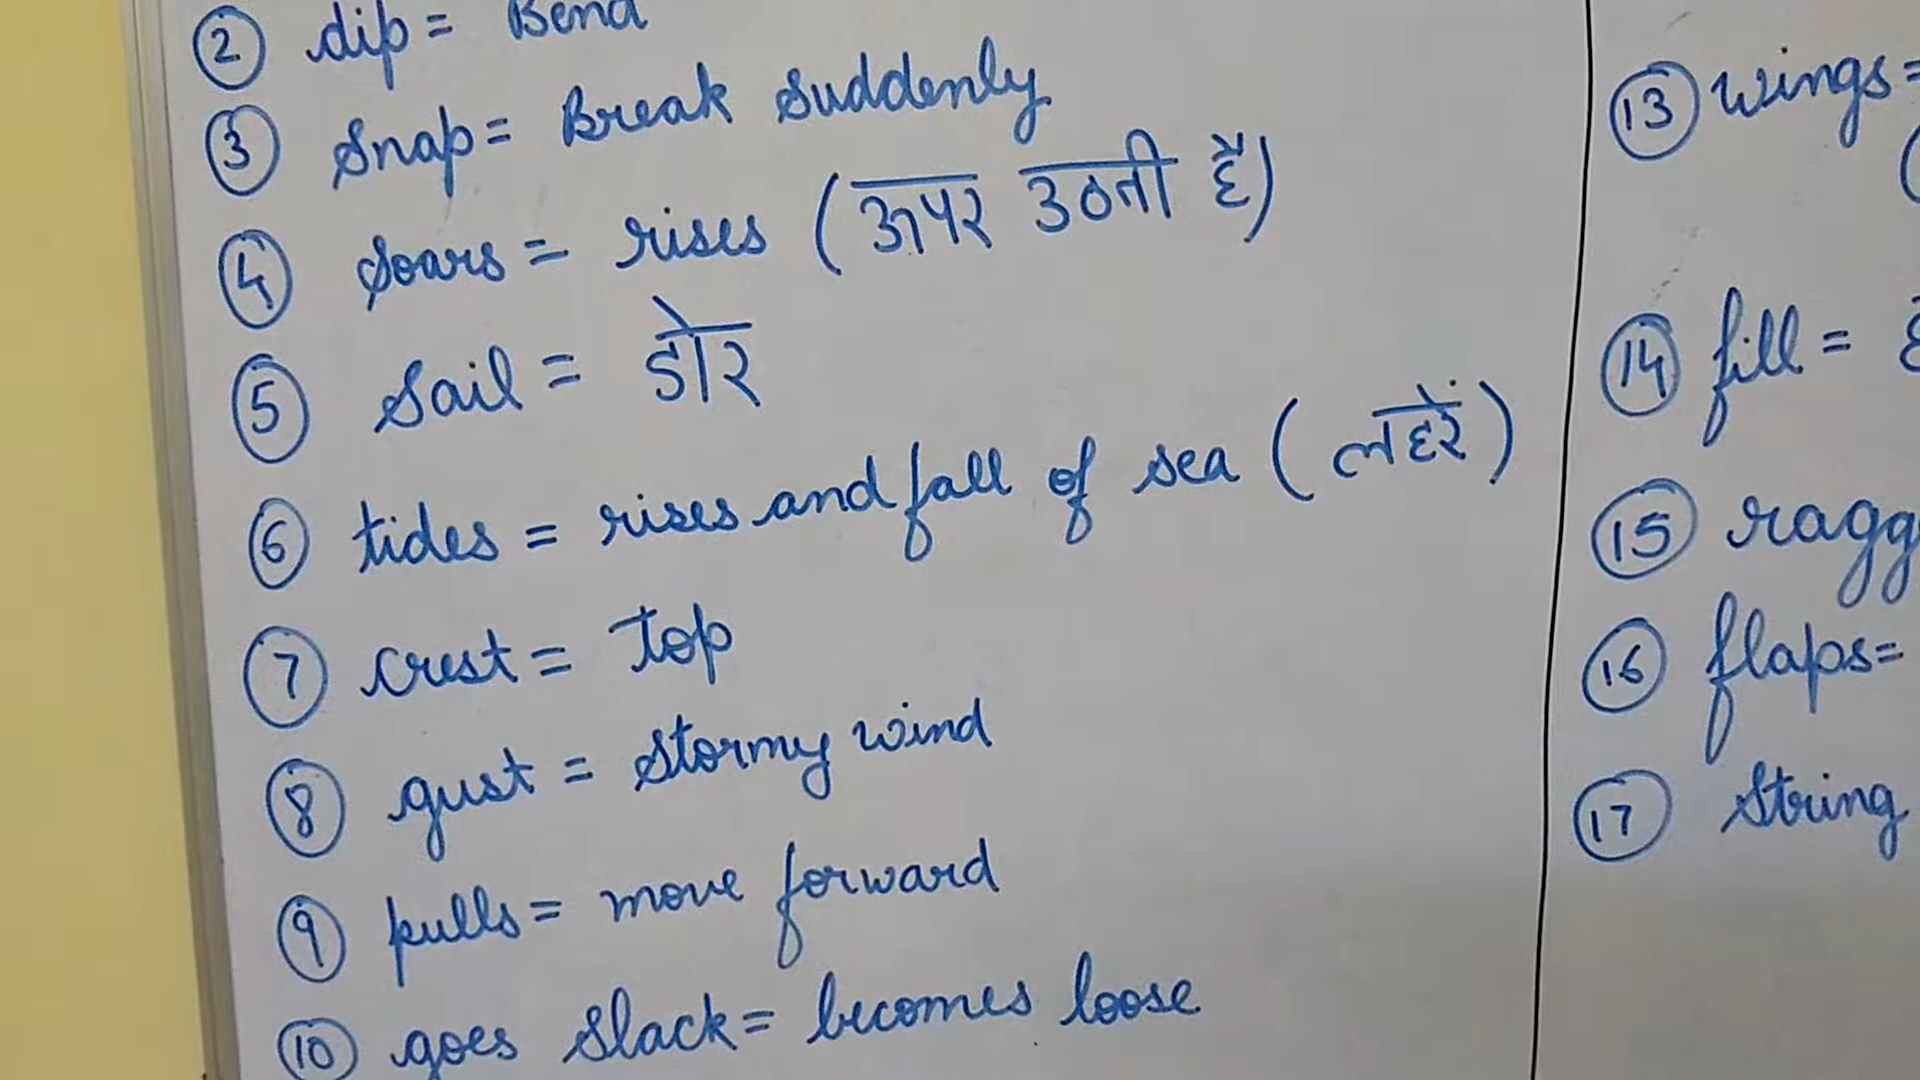 ② dip = Bend
③ snap = Break suddenly
④ soars = rises (ऊपर उठती है)
⑤ sail = डोर
⑥ tides = rises and fall of sea (लहरें)
⑦ crest = Top
⑧ gust = stormy wind
⑨ pulls = move forward
⑩ goes slack = becomes loose
⑬ wings =
⑭ fill =
⑮ ragg
⑯ flaps =
⑰ string